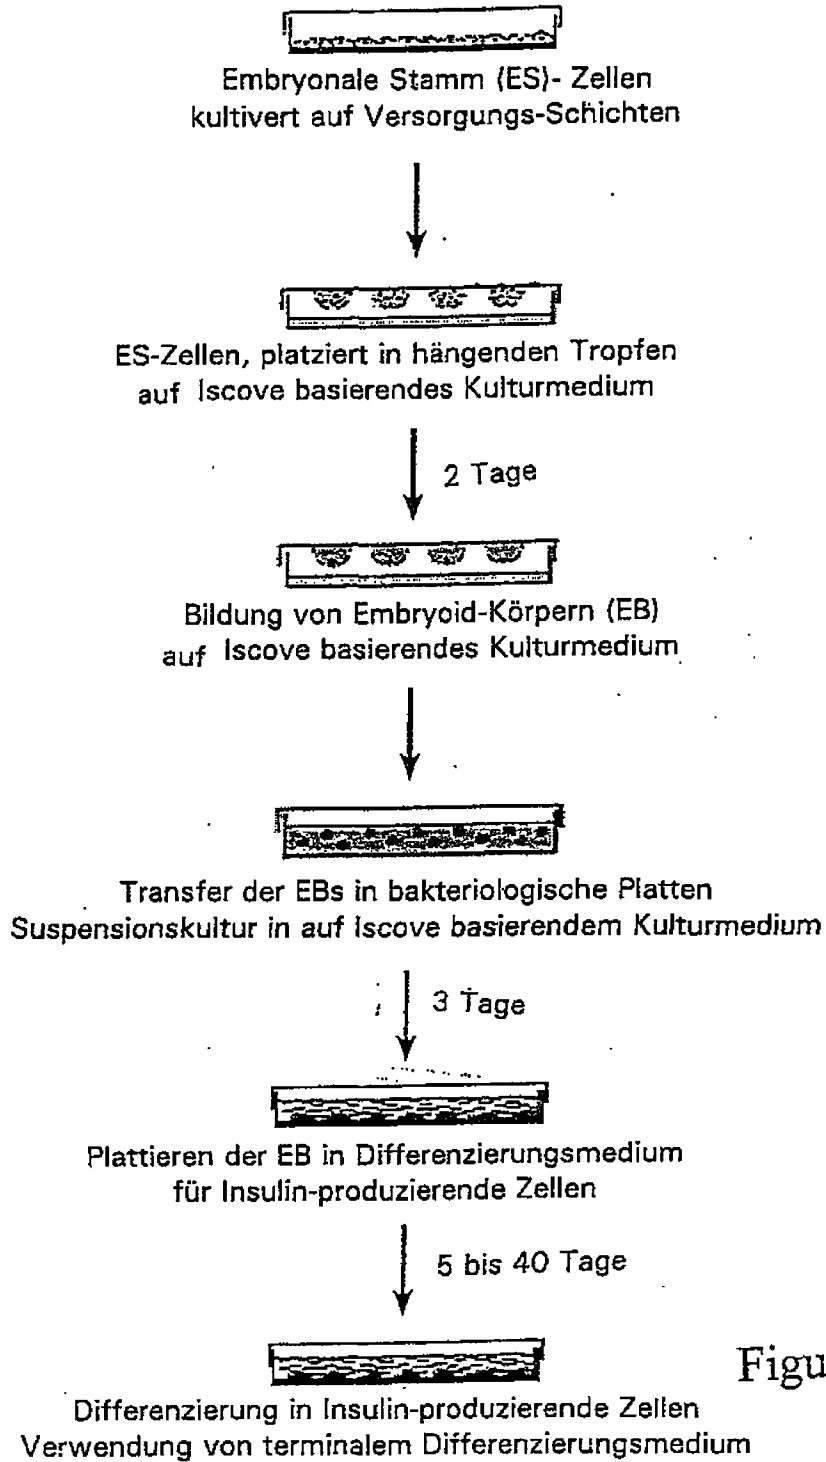 Embryonale Stamm (ES)- Zellen
kultivert auf Versorgungs-Schichten
ES-Zellen, platziert in hängenden Tropfen
auf Iscove basierendes Kulturmedium
2 Tage
Bildung von Embryoid-Körpern (EB)
auf Iscove basierendes Kulturmedium
Transfer der EBs in bakteriologische Platten
Suspensionskultur in auf Iscove basierendem Kulturmedium
3 Tage
Plattieren der EB in Differenzierungsmedium
für Insulin-produzierende Zellen
5 bis 40 Tage
Figu
Differenzierung in Insulin-produzierende Zellen
Verwendung von terminalem Differenzierungsmedium